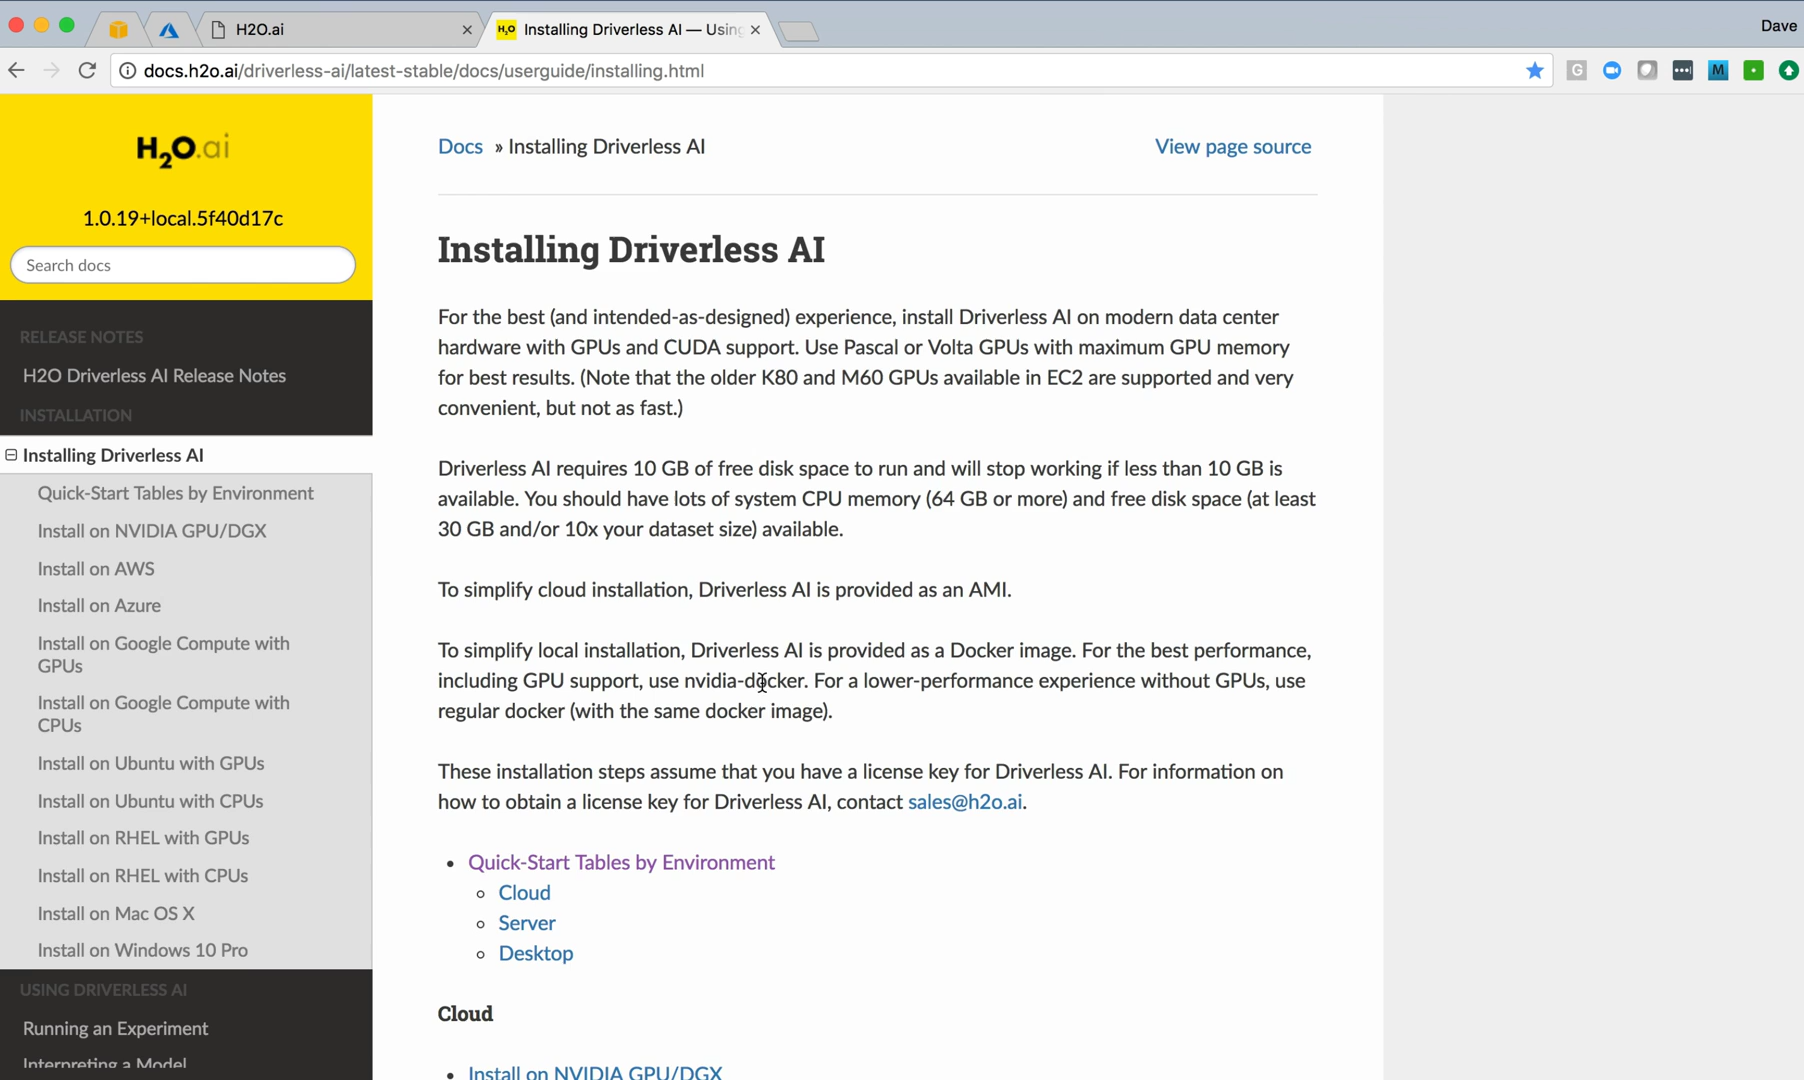 H2O.ai
H2O Installing Driverless AI — Using
Dave
docs.h2o.ai/driverless-ai/latest-stable/docs/userguide/installing.html
G
M
H2O.ai
1.0.19+local.5f40d17c
Search docs
RELEASE NOTES
H2O Driverless AI Release Notes
INSTALLATION
Installing Driverless AI
Quick-Start Tables by Environment
Install on NVIDIA GPU/DGX
Install on AWS
Install on Azure
Install on Google Compute with
GPUs
Install on Google Compute with
CPUs
Install on Ubuntu with GPUs
Install on Ubuntu with CPUs
Install on RHEL with GPUs
Install on RHEL with CPUs
Install on Mac OS X
Install on Windows 10 Pro
USING DRIVERLESS AI
Running an Experiment
Interpreting a Model
Docs » Installing Driverless AI
View page source
Installing Driverless AI
For the best (and intended-as-designed) experience, install Driverless AI on modern data center
hardware with GPUs and CUDA support. Use Pascal or Volta GPUs with maximum GPU memory
for best results. (Note that the older K80 and M60 GPUs available in EC2 are supported and very
convenient, but not as fast.)
Driverless AI requires 10 GB of free disk space to run and will stop working if less than 10 GB is
available. You should have lots of system CPU memory (64 GB or more) and free disk space (at least
30 GB and/or 10x your dataset size) available.
To simplify cloud installation, Driverless AI is provided as an AMI.
To simplify local installation, Driverless AI is provided as a Docker image. For the best performance,
including GPU support, use nvidia-docker. For a lower-performance experience without GPUs, use
regular docker (with the same docker image).
These installation steps assume that you have a license key for Driverless AI. For information on
how to obtain a license key for Driverless AI, contact sales@h2o.ai.
• Quick-Start Tables by Environment
Cloud
Server
Desktop
Cloud
• Install on NVIDIA GPU/DGX